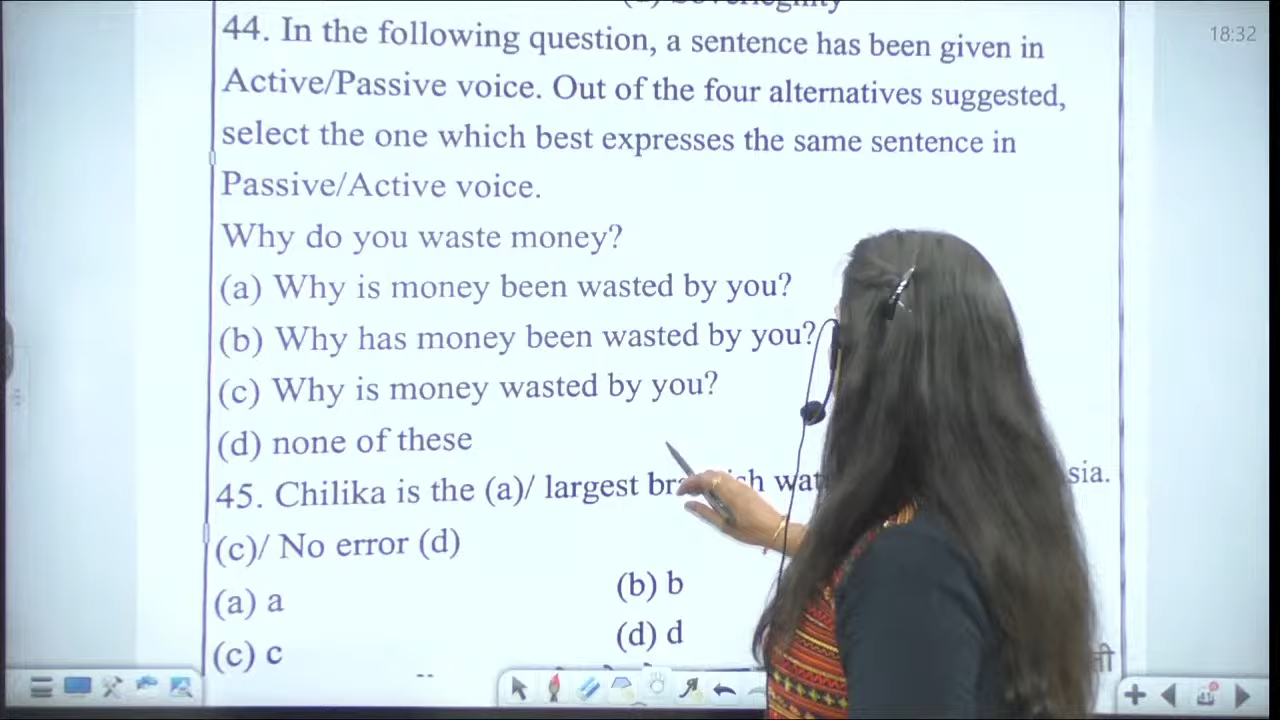 18:32
44. In the following question, a sentence has been given in
Active/Passive voice. Out of the four alternatives suggested,
select the one which best expresses the same sentence in
Passive/Active voice.
Why do you waste money?
(a) Why is money been wasted by you?
(b) Why has money been wasted by you?
(c) Why is money wasted by you?
(d) none of these
45. Chilika is the (a)/ largest sia.
(c)/ No error (d)
(a) a
(b) b
(c) c
(d) d